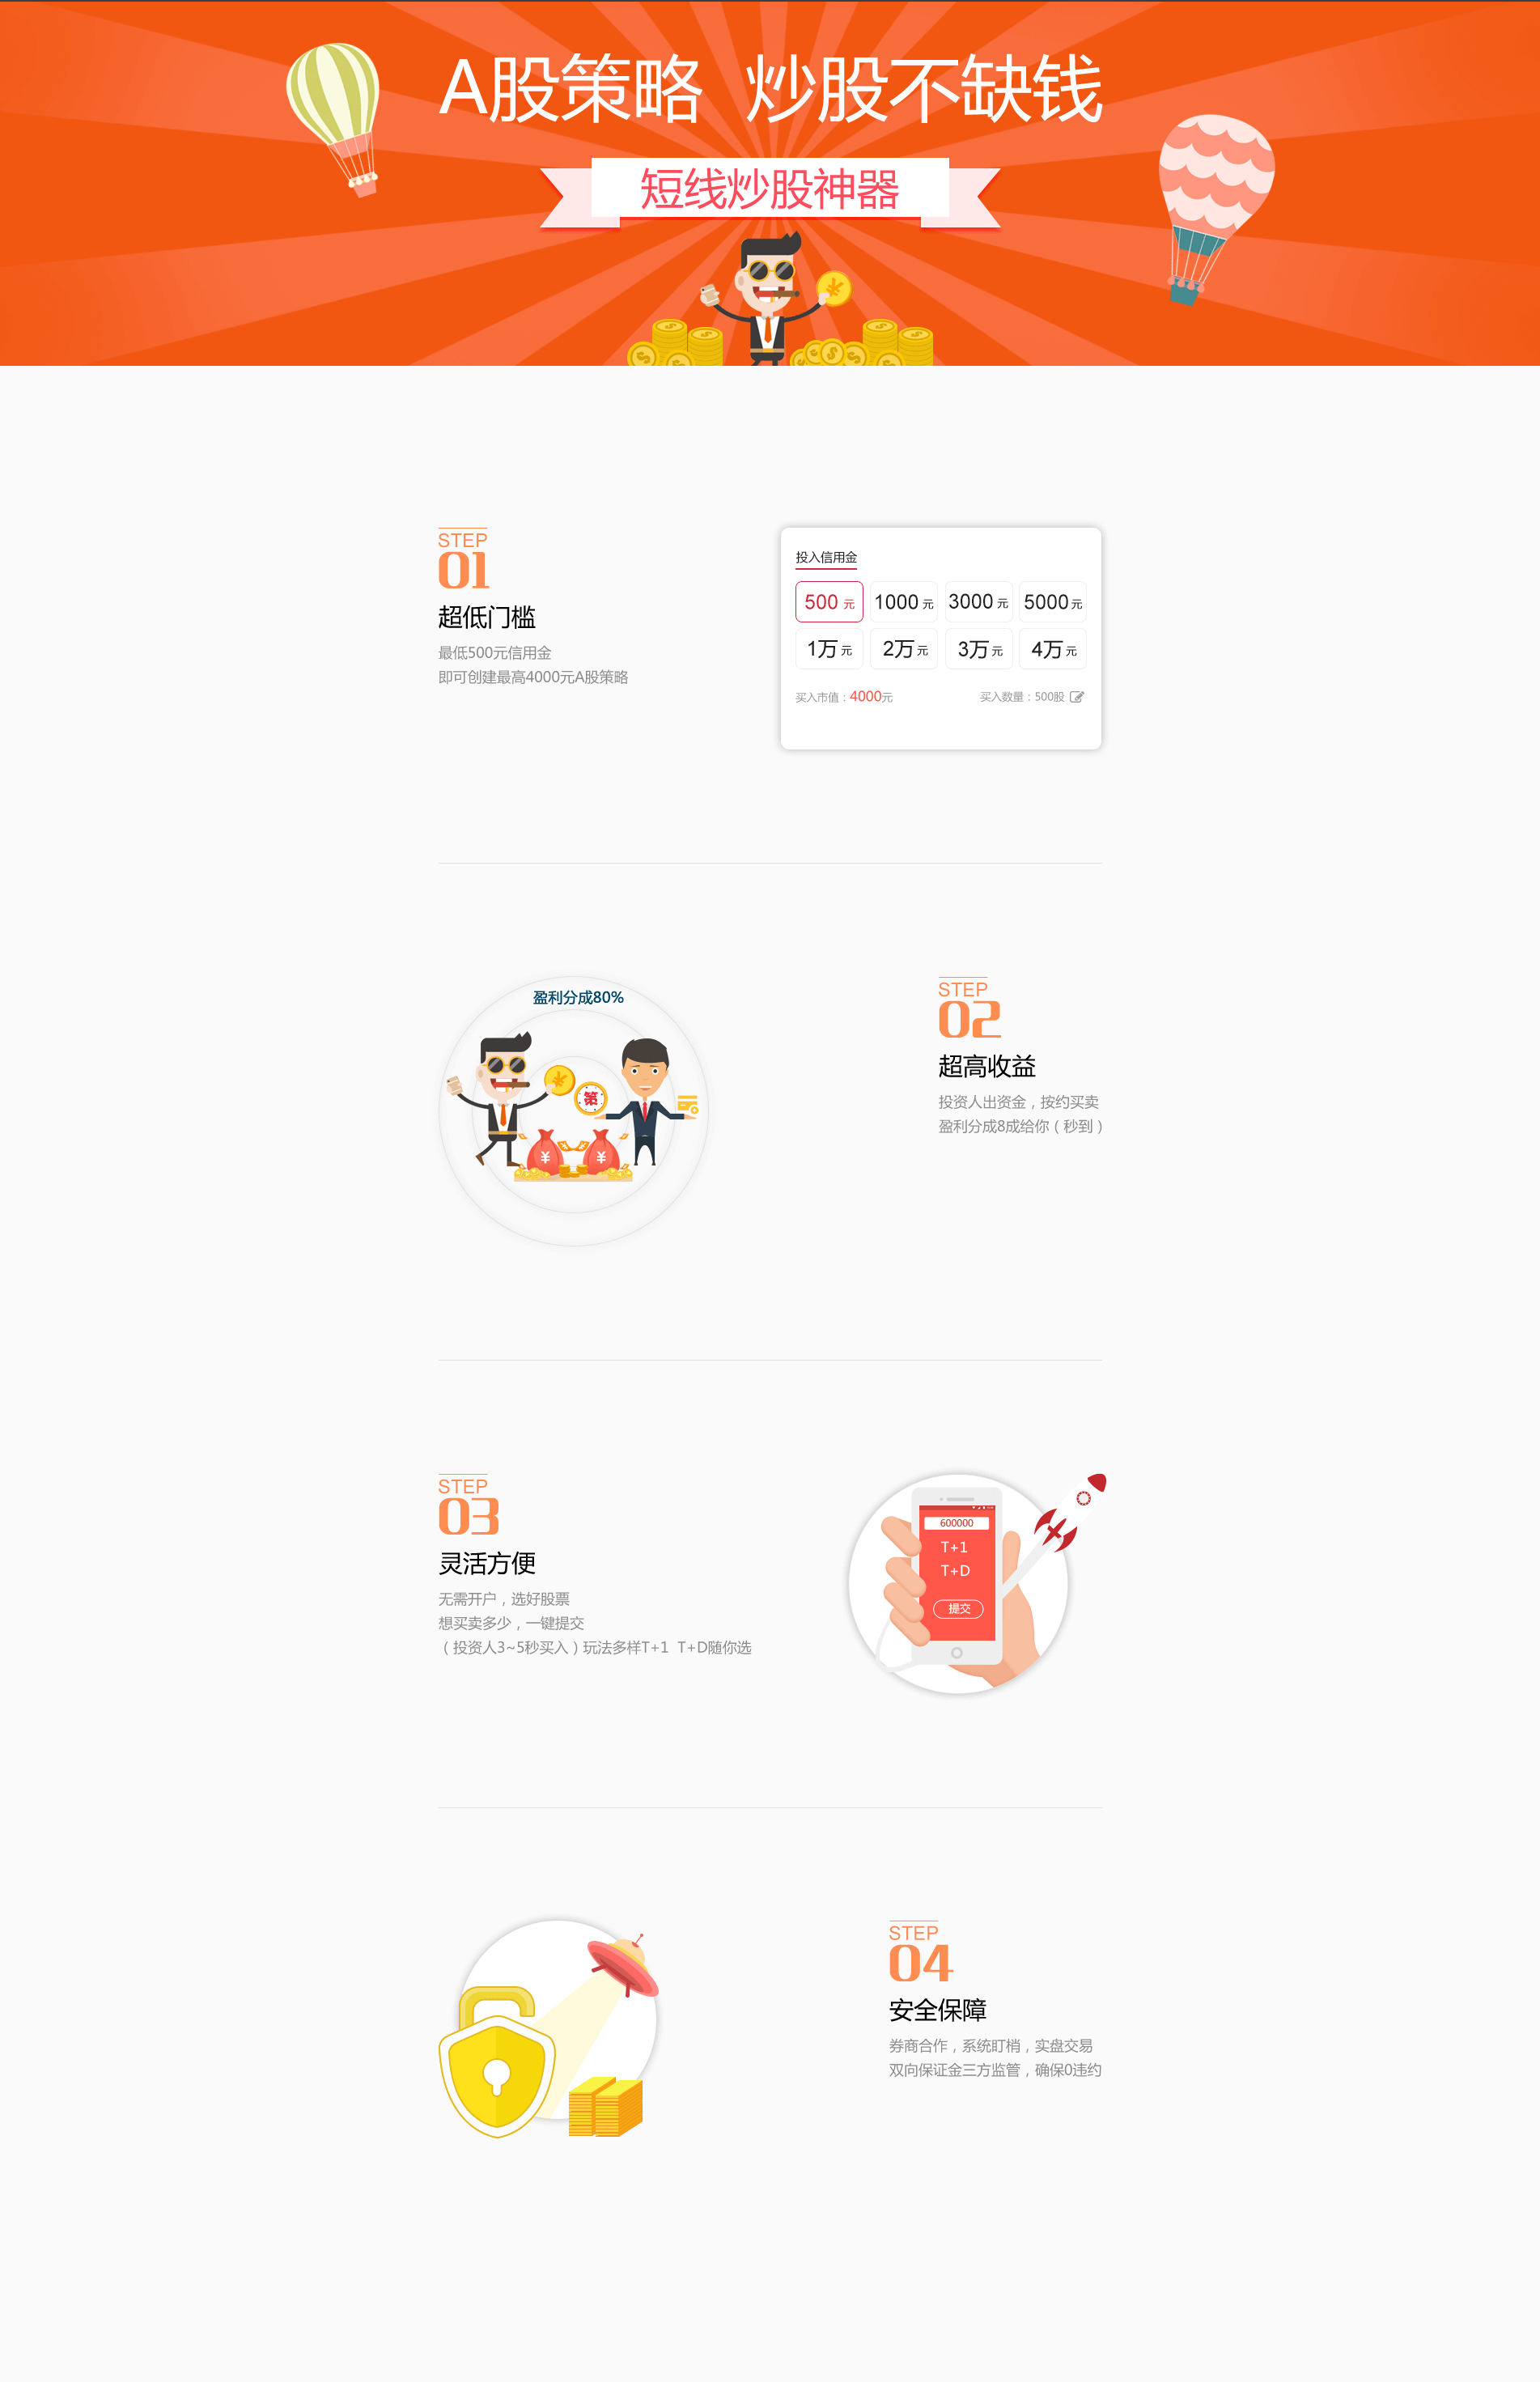 A股策略 炒股不缺钱
短线炒股神器
STEP
01
超低门槛
最低500元信用金
即可创建最高4000元A股策略
投入信用金
500 元 1000 元 3000 元 5000 元
1万 元 2万 元 3万 元 4万 元
买入市值：4000元 买入数量：500股
盈利分成80%
第
¥ ¥
STEP
02
超高收益
投资人出资金，按约买卖
盈利分成8成给你（秒到）
STEP
03
灵活方便
无需开户，选好股票
想买卖多少，一键提交
（投资人3~5秒买入）玩法多样T+1 T+D随你选
600000
T+1
T+D
提交
STEP
04
安全保障
券商合作，系统盯梢，实盘交易
双向保证金三方监管，确保0违约